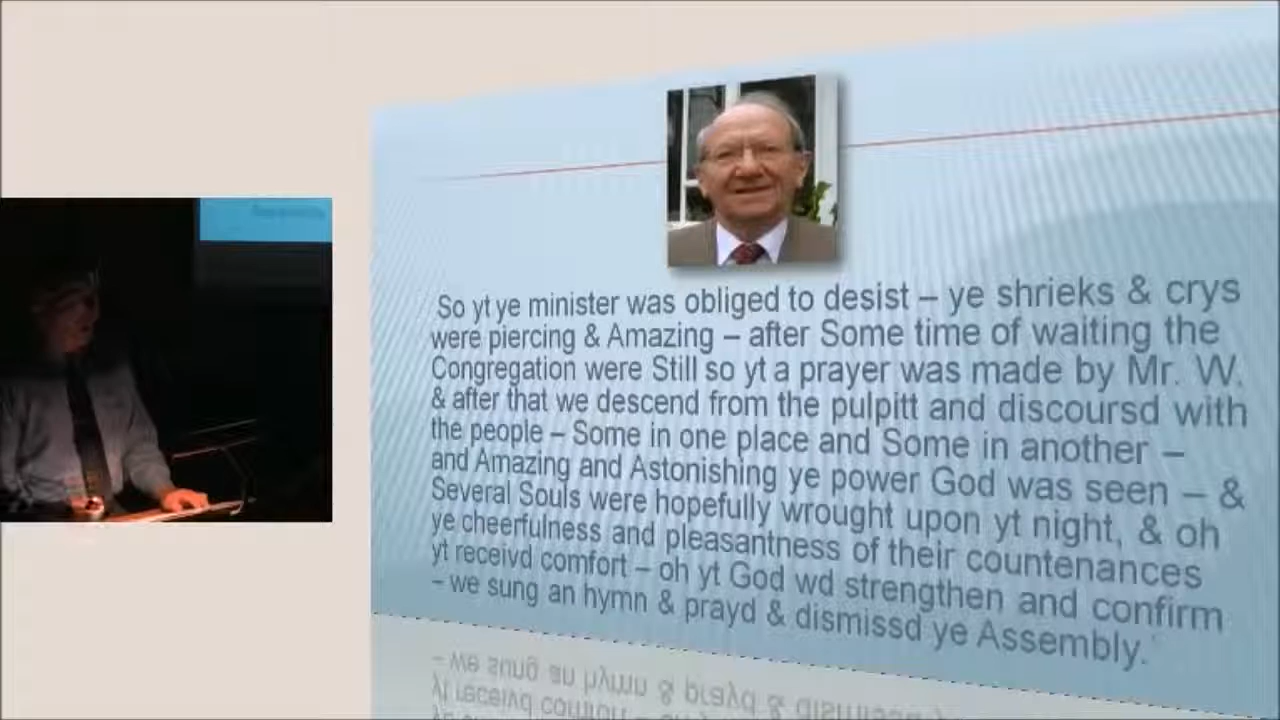 So yt ye minister was obliged to desist – ye shrieks & crys
were piercing & Amazing – after Some time of waiting the
Congregation were Still so yt a prayer was made by Mr. W.
& after that we descend from the pulpitt and discoursd with
the people – Some in one place and Some in another –
and Amazing and Astonishing ye power God was seen – &
Several Souls were hopefully wrought upon yt night, & oh
ye cheerfulness and pleasantness of their countenances
yt receivd comfort – oh yt God wd strengthen and confirm
– we sung an hymn & prayd & dismissd ye Assembly.